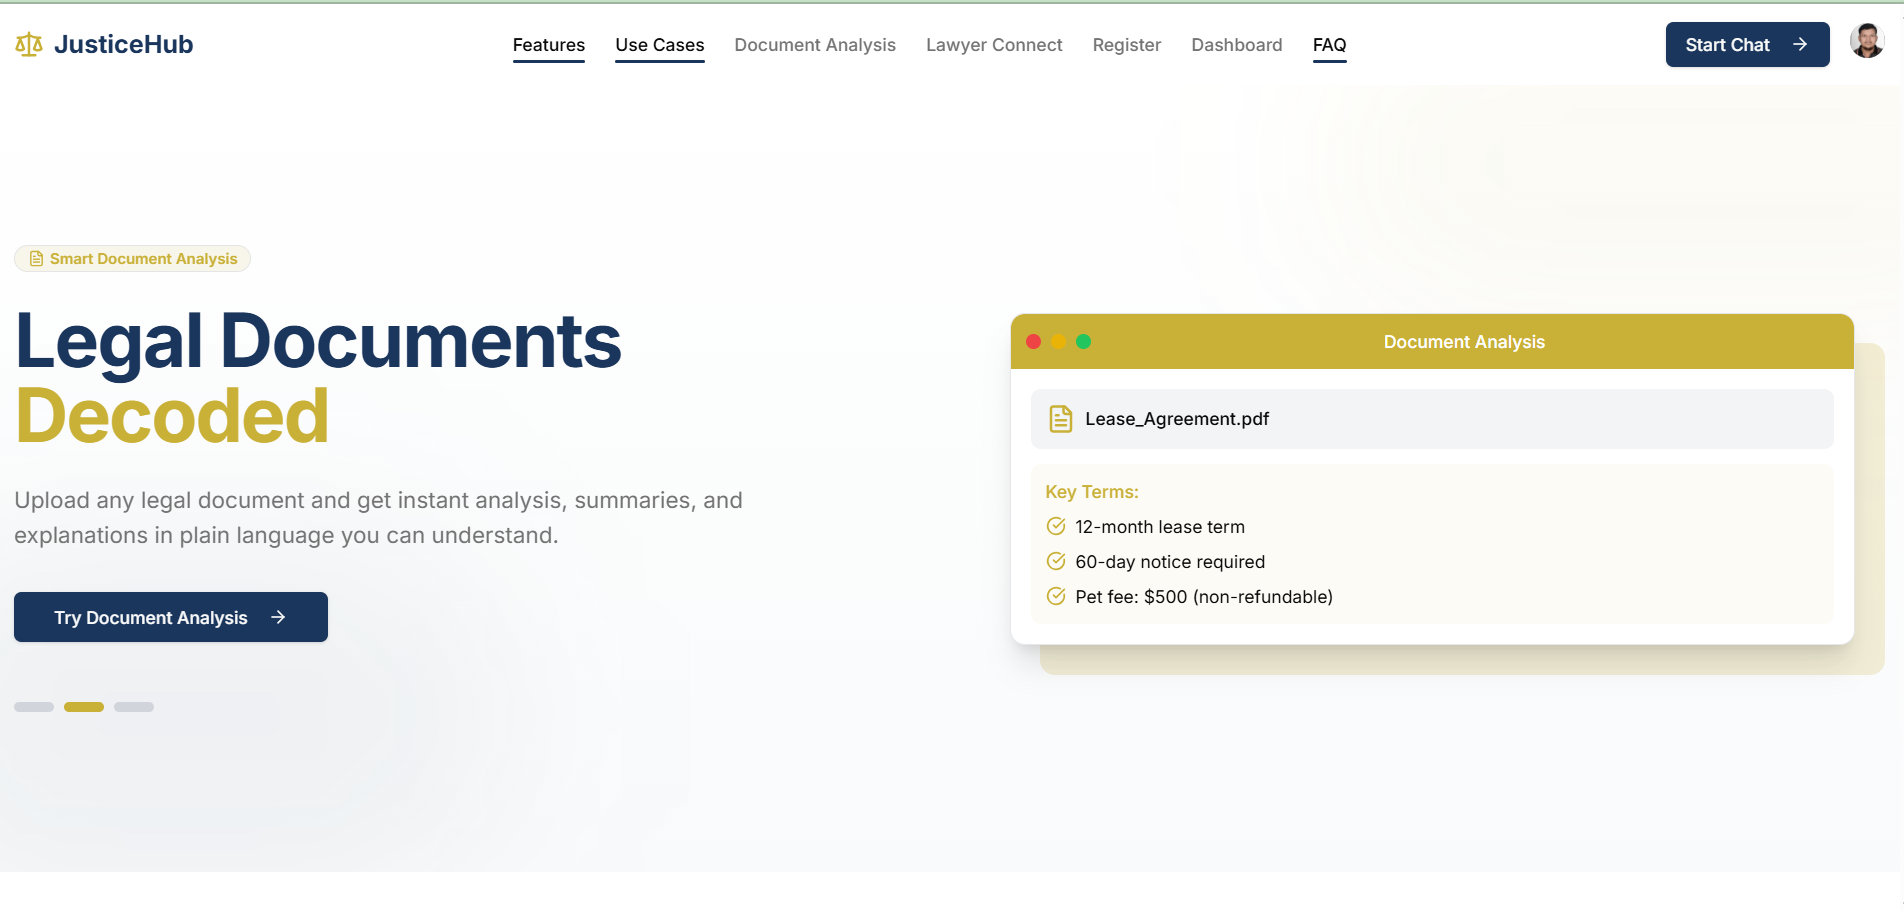 JusticeHub
Features
Use Cases
Document Analysis
Lawyer Connect
Register
Dashboard
FAQ
Start Chat
Smart Document Analysis
Legal Documents
Decoded
Upload any legal document and get instant analysis, summaries, and
explanations in plain language you can understand.
Try Document Analysis
Document Analysis
Lease_Agreement.pdf
Key Terms:
12-month lease term
60-day notice required
Pet fee: $500 (non-refundable)